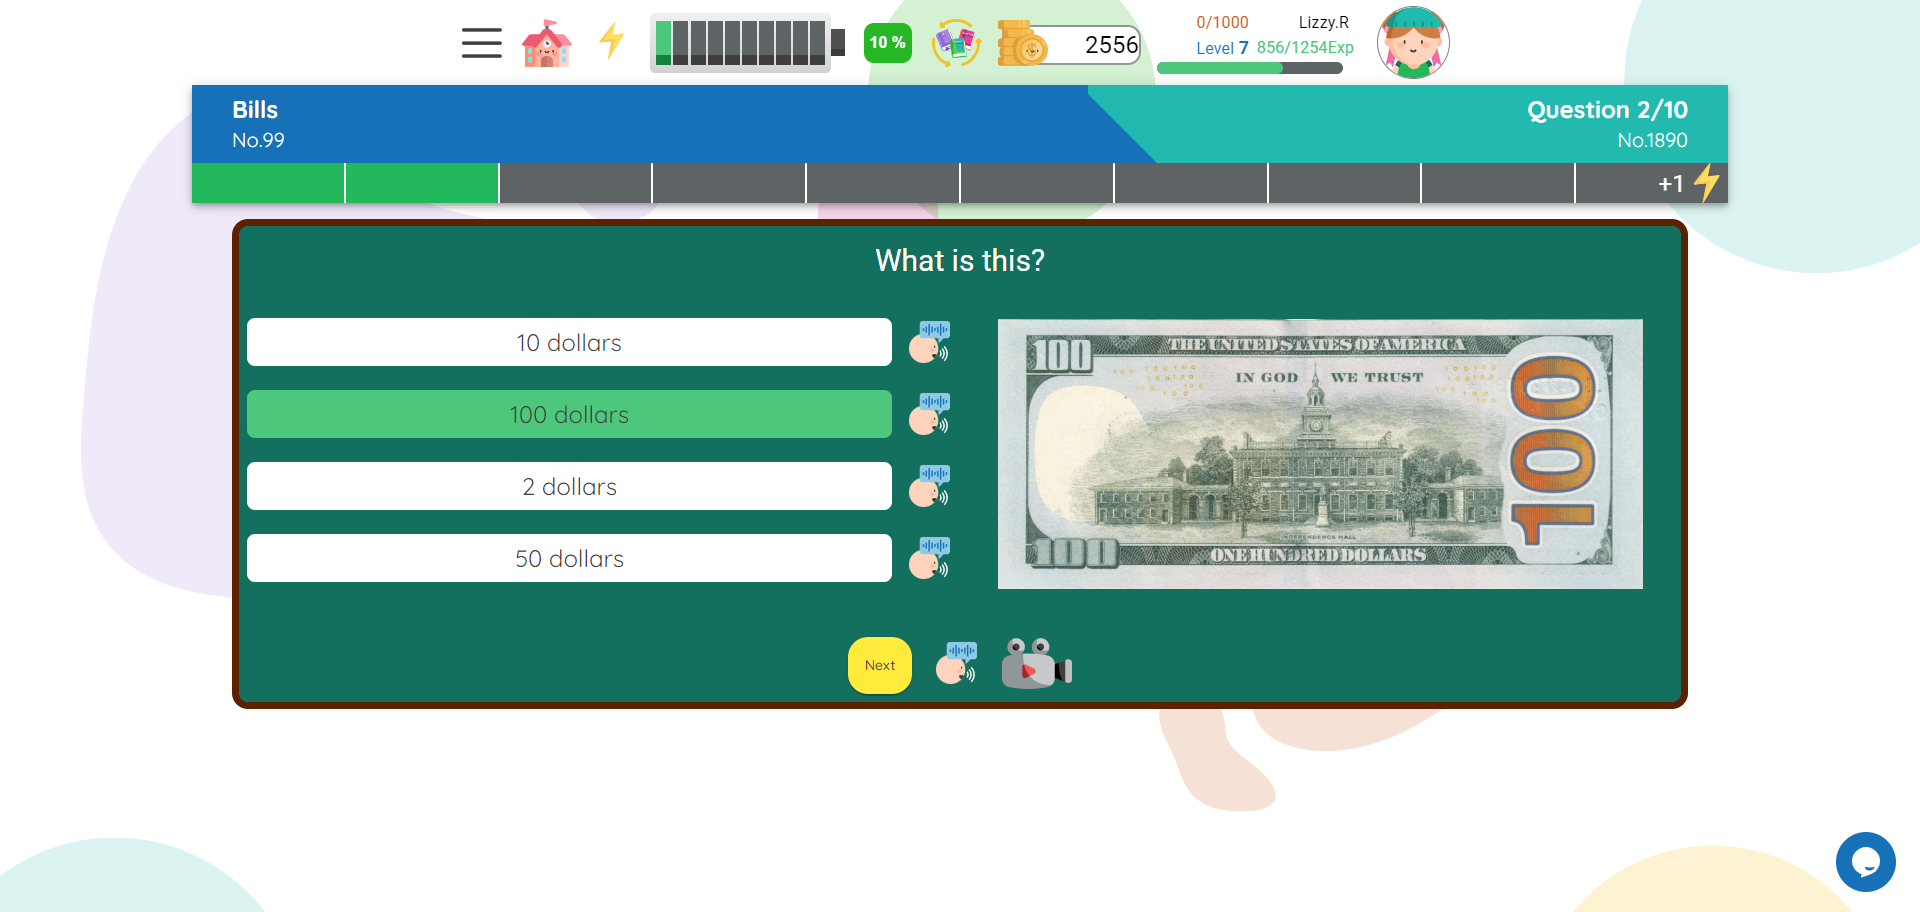 10 %
2556
0/1000 Lizzy.R
Level 7 856/1254Exp
Bills
No.99
Question 2/10
No.1890
+1
What is this?
10 dollars
100 dollars
2 dollars
50 dollars
100
THE UNITED STATES OF AMERICA
IN GOD WE TRUST
100
INDEPENDENCE HALL
100
ONE HUNDRED DOLLARS
Next